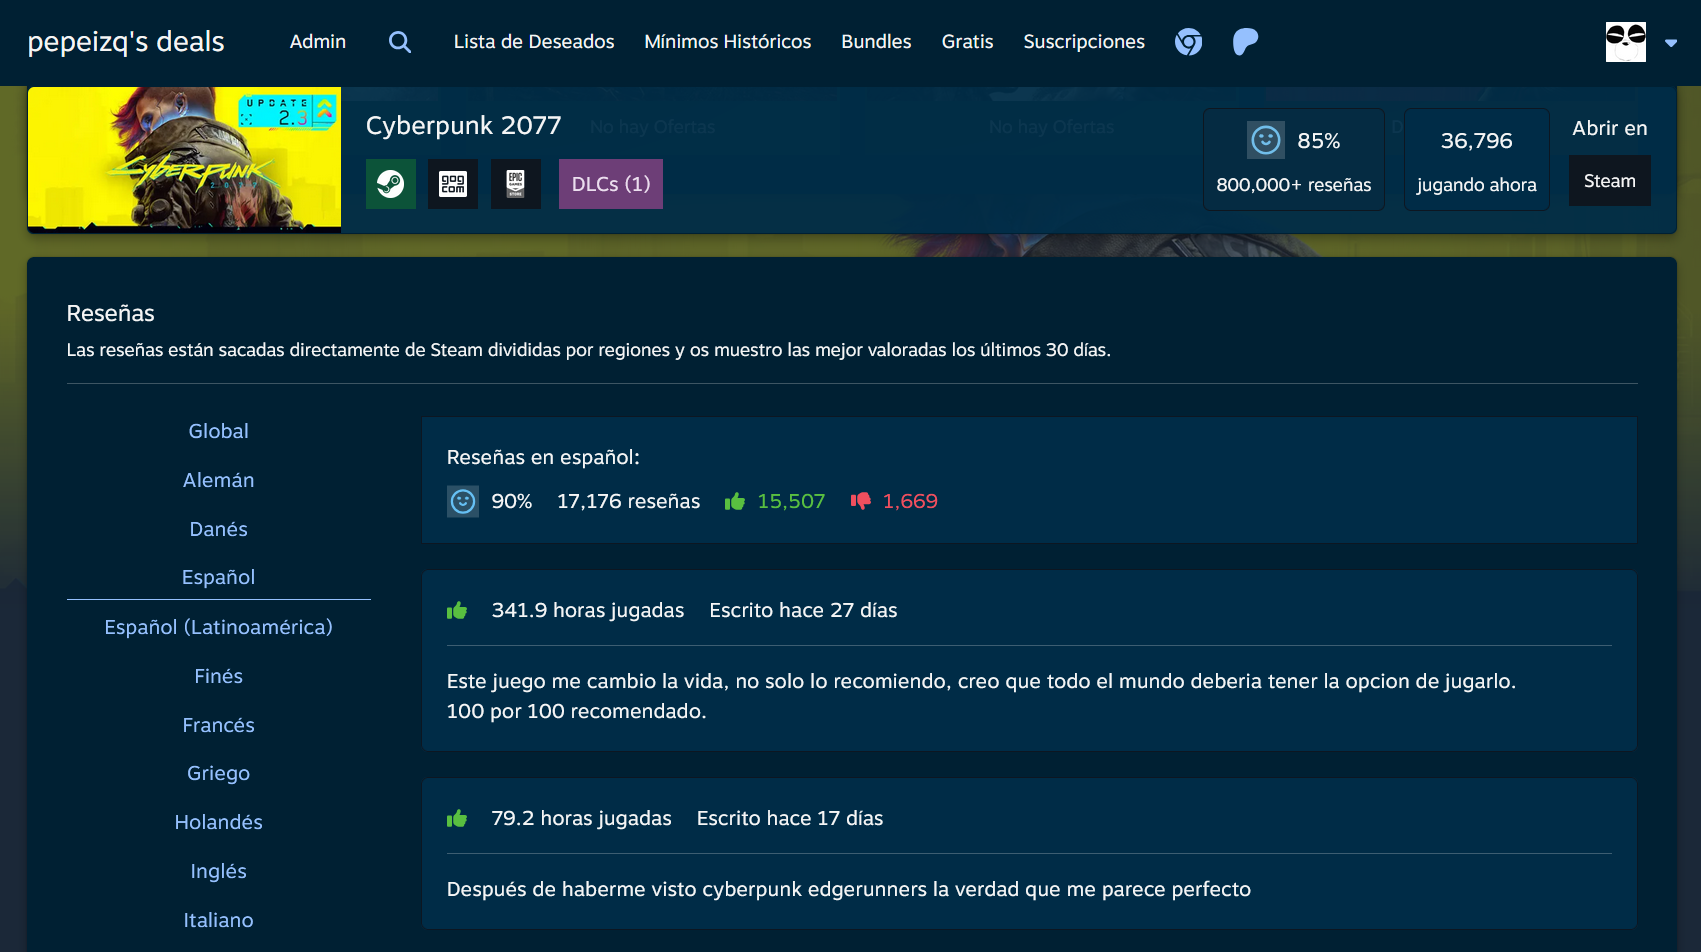 pepeizq's deals
Admin
Lista de Deseados
Mínimos Históricos
Bundles
Gratis
Suscripciones
UPDATE
2.3
CYBERPUNK
2077
Cyberpunk 2077
No hay Ofertas
No hay Ofertas
gog
com
EPIC
GAMES
STORE
DLCs (1)
85%
800,000+ reseñas
36,796
jugando ahora
Abrir en
Steam
Reseñas
Las reseñas están sacadas directamente de Steam divididas por regiones y os muestro las mejor valoradas los últimos 30 días.
Global
Alemán
Danés
Español
Español (Latinoamérica)
Finés
Francés
Griego
Holandés
Inglés
Italiano
Reseñas en español:
90% 17,176 reseñas 15,507 1,669
341.9 horas jugadas Escrito hace 27 días
Este juego me cambio la vida, no solo lo recomiendo, creo que todo el mundo deberia tener la opcion de jugarlo.
100 por 100 recomendado.
79.2 horas jugadas Escrito hace 17 días
Después de haberme visto cyberpunk edgerunners la verdad que me parece perfecto